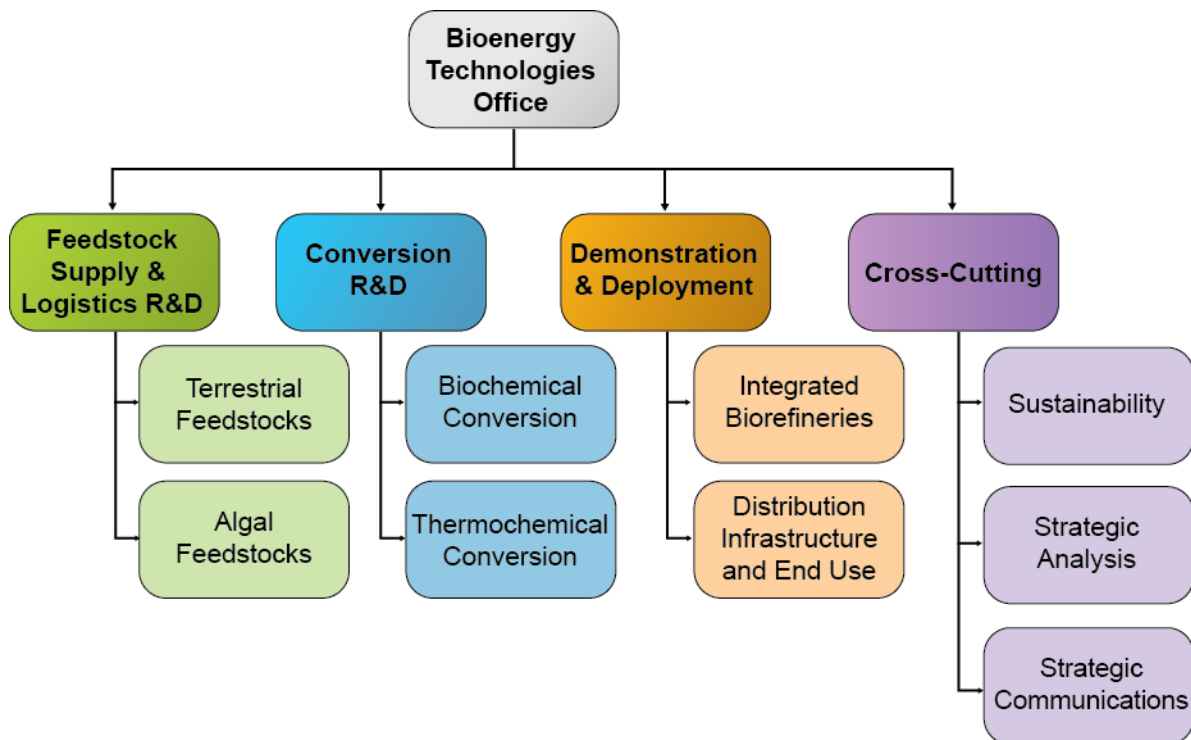 Bioenergy
Technologies
Office
Feedstock
Supply &
Logistics R&D
Conversion
R&D
Demonstration
& Deployment
Cross-Cutting
Terrestrial
Feedstocks
Biochemical
Conversion
Integrated
Biorefineries
Sustainability
Algal
Feedstocks
Thermochemical
Conversion
Distribution
Infrastructure
and End Use
Strategic
Analysis
Strategic
Communications